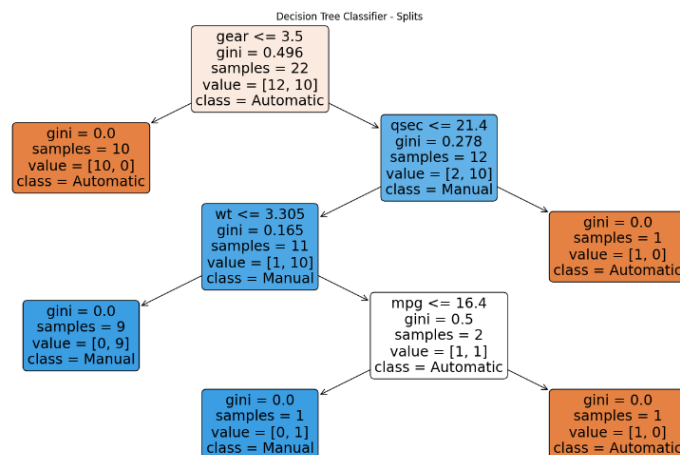 Decision Tree Classifier - Splits
gear <= 3.5
gini = 0.496
samples = 22
value = [12, 10]
class = Automatic
gini = 0.0
samples = 10
value = [10, 0]
class = Automatic
qsec <= 21.4
gini = 0.278
samples = 12
value = [2, 10]
class = Manual
wt <= 3.305
gini = 0.165
samples = 11
value = [1, 10]
class = Manual
gini = 0.0
samples = 1
value = [1, 0]
class = Automatic
gini = 0.0
samples = 9
value = [0, 9]
class = Manual
mpg <= 16.4
gini = 0.5
samples = 2
value = [1, 1]
class = Automatic
gini = 0.0
samples = 1
value = [0, 1]
class = Manual
gini = 0.0
samples = 1
value = [1, 0]
class = Automatic